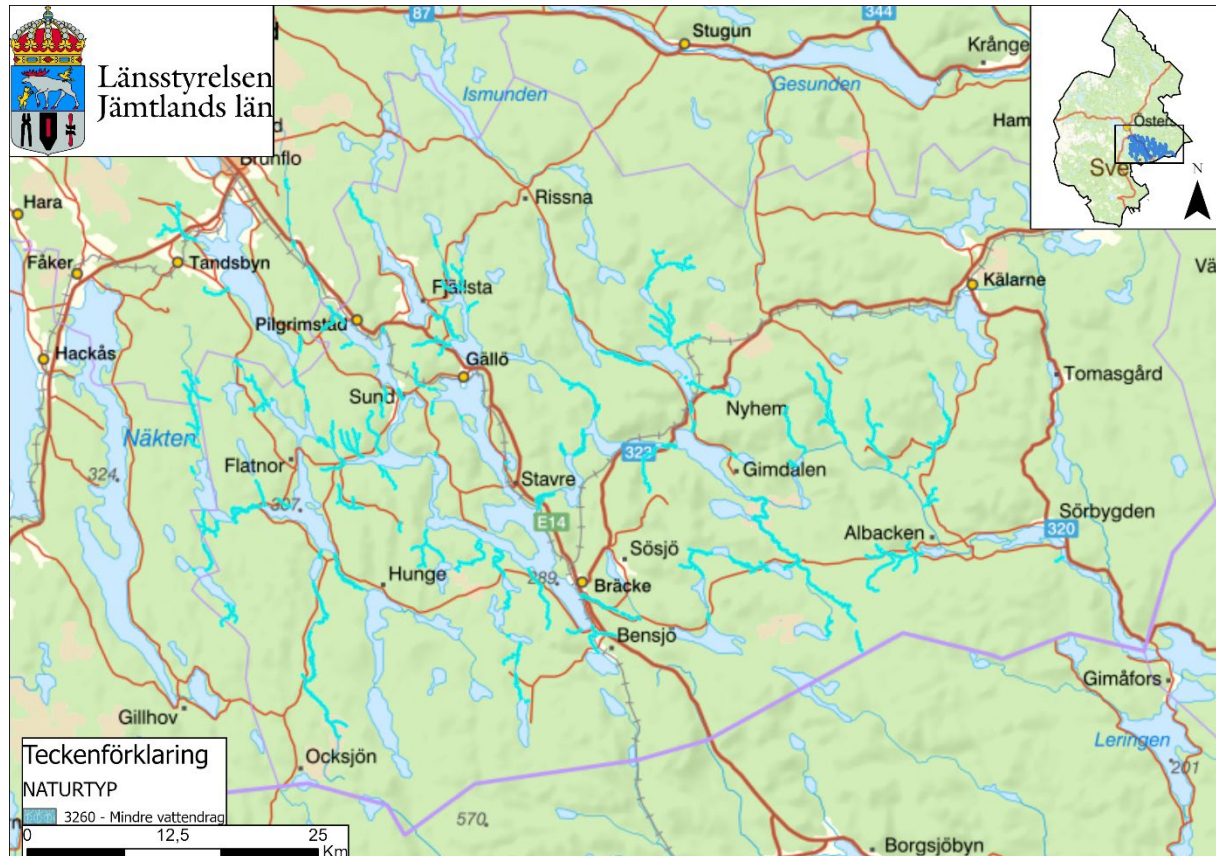 Länsstyrelsen
Jämtlands län
87
344
Stugun
Krånge
Ismunden
Gesunden
Ham
Öster
Sve
N
Brunflo
Hara
Rissna
Fåker
Tandsbyn
Fjällsta
Kälarne
Vä
Pilgrimstad
Hackås
Gällö
Tomasgård
Sund
Nyhem
Näkten
323
324
Flatnor
Gimdalen
Stavre
307
Sörbygden
E14
320
Albacken
Sösjö
Hunge
289
Bräcke
Bensjö
Gimåfors
Gillhov
Leringen
Teckenförklaring
Ocksjön
201
NATURTYP
3260 - Mindre vattendrag
570
0 12,5 25
Km
Borgsjöbyn